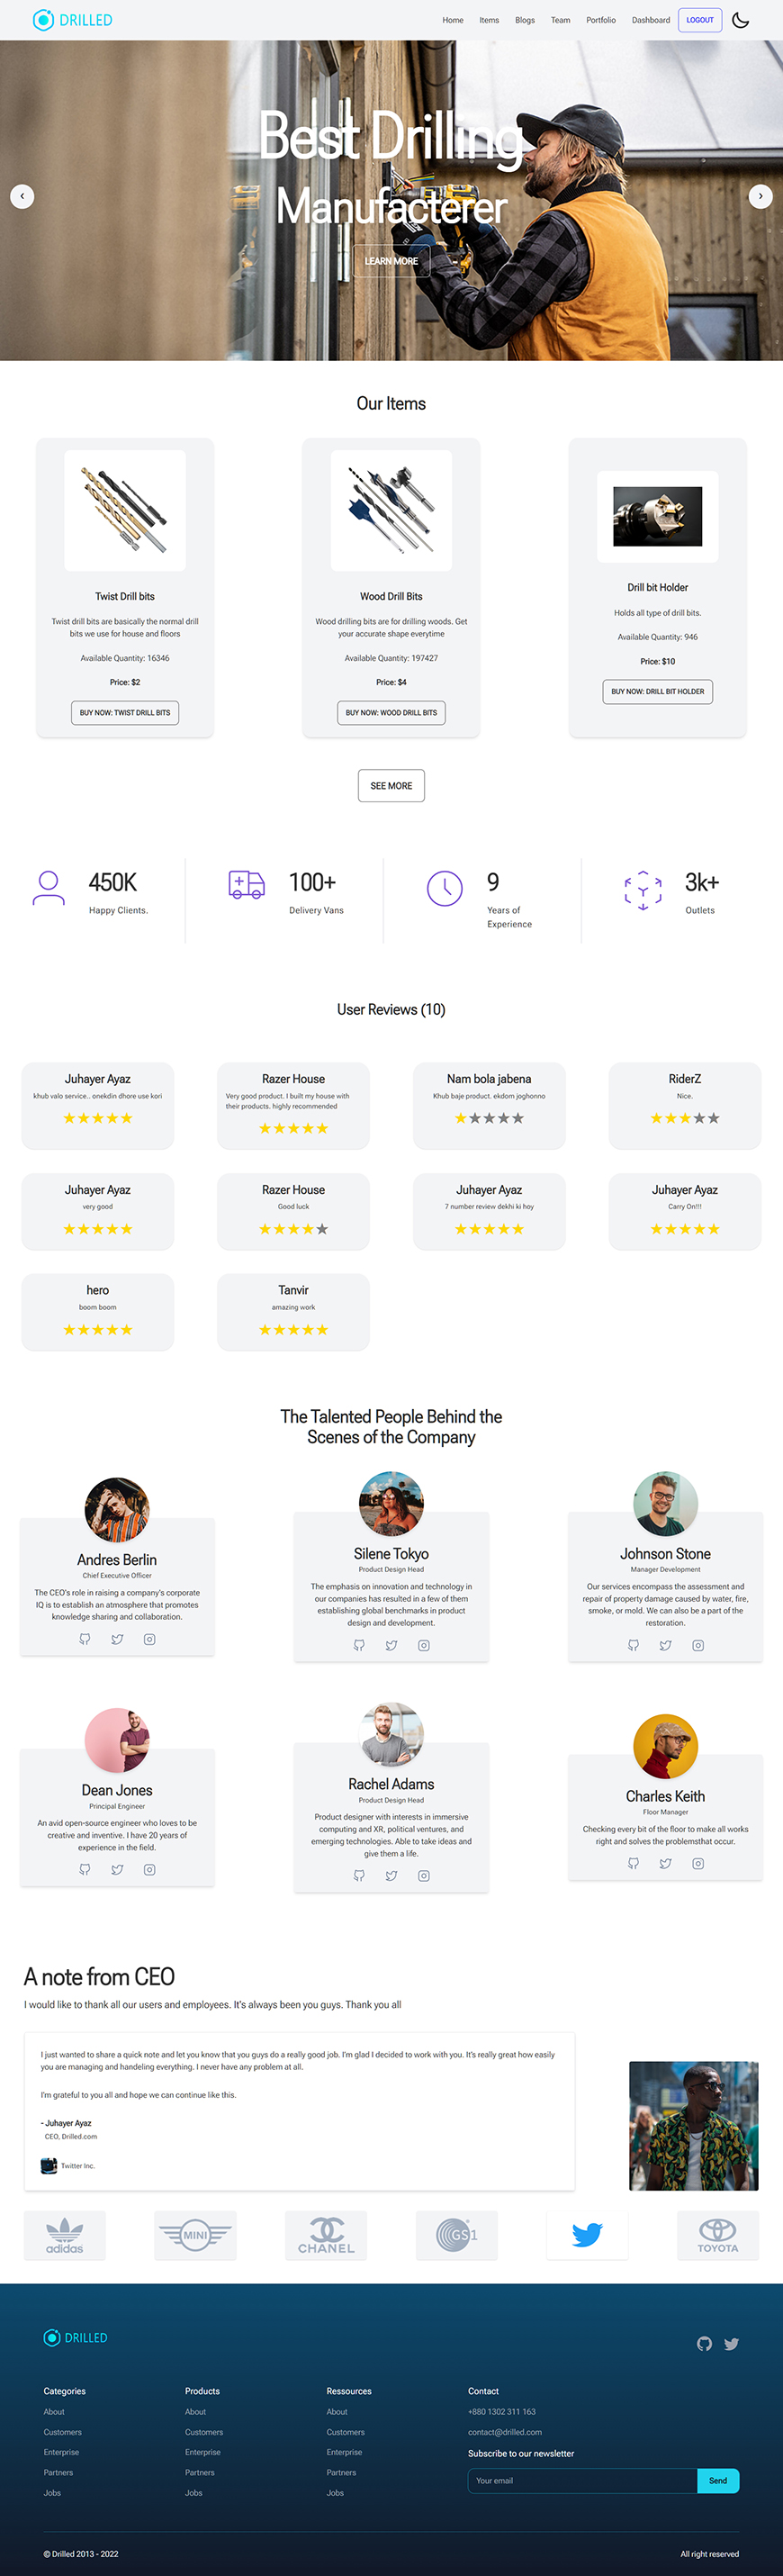 DRILLED
Home Items Blogs Team Portfolio Dashboard LOGOUT
Best Drilling
Manufacterer
LEARN MORE
Our Items
Twist Drill bits
Twist drill bits are basically the normal drill
bits we use for house and floors
Available Quantity: 16346
Price: $2
BUY NOW: TWIST DRILL BITS
Wood Drill Bits
Wood drilling bits are for drilling woods. Get
your accurate shape everytime
Available Quantity: 197427
Price: $4
BUY NOW: WOOD DRILL BITS
Drill bit Holder
Holds all type of drill bits.
Available Quantity: 946
Price: $10
BUY NOW: DRILL BIT HOLDER
SEE MORE
450K
Happy Clients.
100+
Delivery Vans
9
Years of
Experience
3k+
Outlets
User Reviews (10)
Juhayer Ayaz
khub valo service.. onekdin dhore use kori
Razer House
Very good product. I built my house with
their products. highly recommended
Nam bola jabena
Khub baje product. ekdom joghonno
RiderZ
Nice.
Juhayer Ayaz
very good
Razer House
Good luck
Juhayer Ayaz
7 number review dekhi ki hoy
Juhayer Ayaz
Carry On!!!
hero
boom boom
Tanvir
amazing work
The Talented People Behind the
Scenes of the Company
Andres Berlin
Chief Executive Officer
The CEO's role in raising a company's corporate
IQ is to establish an atmosphere that promotes
knowledge sharing and collaboration.
Silene Tokyo
Product Design Head
The emphasis on innovation and technology in
our companies has resulted in a few of them
establishing global benchmarks in product
design and development.
Johnson Stone
Manager Development
Our services encompass the assessment and
repair of property damage caused by water, fire,
smoke, or mold. We can also be a part of the
restoration.
Dean Jones
Principal Engineer
An avid open-source engineer who loves to be
creative and inventive. I have 20 years of
experience in the field.
Rachel Adams
Product Design Head
Product designer with interests in immersive
computing and XR, political ventures, and
emerging technologies. Able to take ideas and
give them a life.
Charles Keith
Floor Manager
Checking every bit of the floor to make all works
right and solves the problemsthat occur.
A note from CEO
I would like to thank all our users and employees. It's always been you guys. Thank you all
I just wanted to share a quick note and let you know that you guys do a really good job. I'm glad I decided to work with you. It's really great how easily
you are managing and handeling everything. I never have any problem at all.
I'm grateful to you all and hope we can continue like this.
- Juhayer Ayaz
CEO, Drilled.com
Twitter Inc.
adidas
MINI
CHANEL
GS1
TOYOTA
DRILLED
Categories
About
Customers
Enterprise
Partners
Jobs
Products
About
Customers
Enterprise
Partners
Jobs
Ressources
About
Customers
Enterprise
Partners
Jobs
Contact
+880 1302 311 163
contact@drilled.com
Subscribe to our newsletter
Your email Send
© Drilled 2013 - 2022
All right reserved